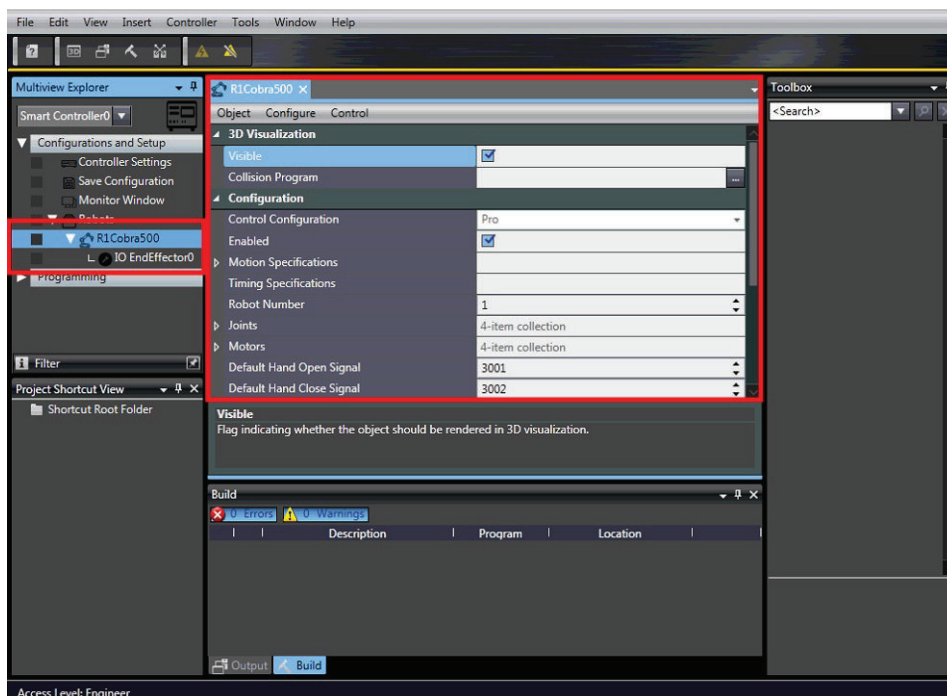 File Edit View Insert Controller Tools Window Help
Multiview Explorer
Smart Controller0
Configurations and Setup
Controller Settings
Save Configuration
Monitor Window
Robots
R1Cobra500
IO EndEffector0
Programming
Filter
Project Shortcut View
Shortcut Root Folder
R1Cobra500
Object Configure Control
3D Visualization
Visible
Collision Program ...
Configuration
Control Configuration Pro
Enabled
Motion Specifications
Timing Specifications
Robot Number 1
Joints 4-item collection
Motors 4-item collection
Default Hand Open Signal 3001
Default Hand Close Signal 3002
Visible
Flag indicating whether the object should be rendered in 3D visualization.
Build
0 Errors 0 Warnings
Description Program Location
Output Build
Toolbox
<Search>
Access Level: Engineer